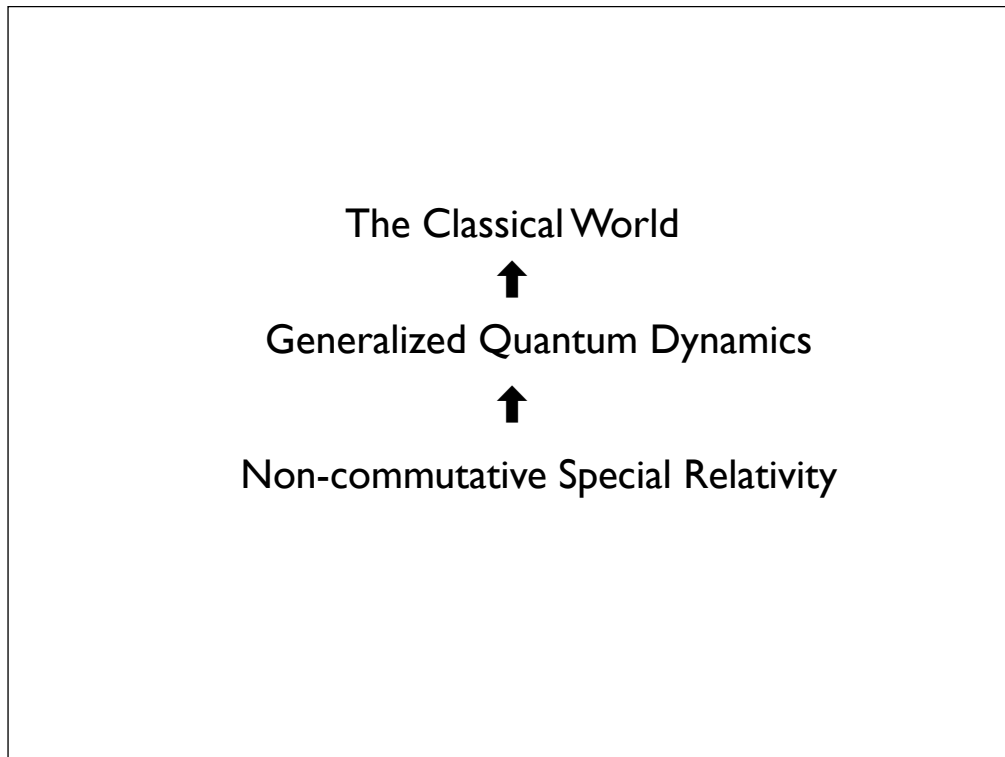 The Classical World
Generalized Quantum Dynamics
Non-commutative Special Relativity